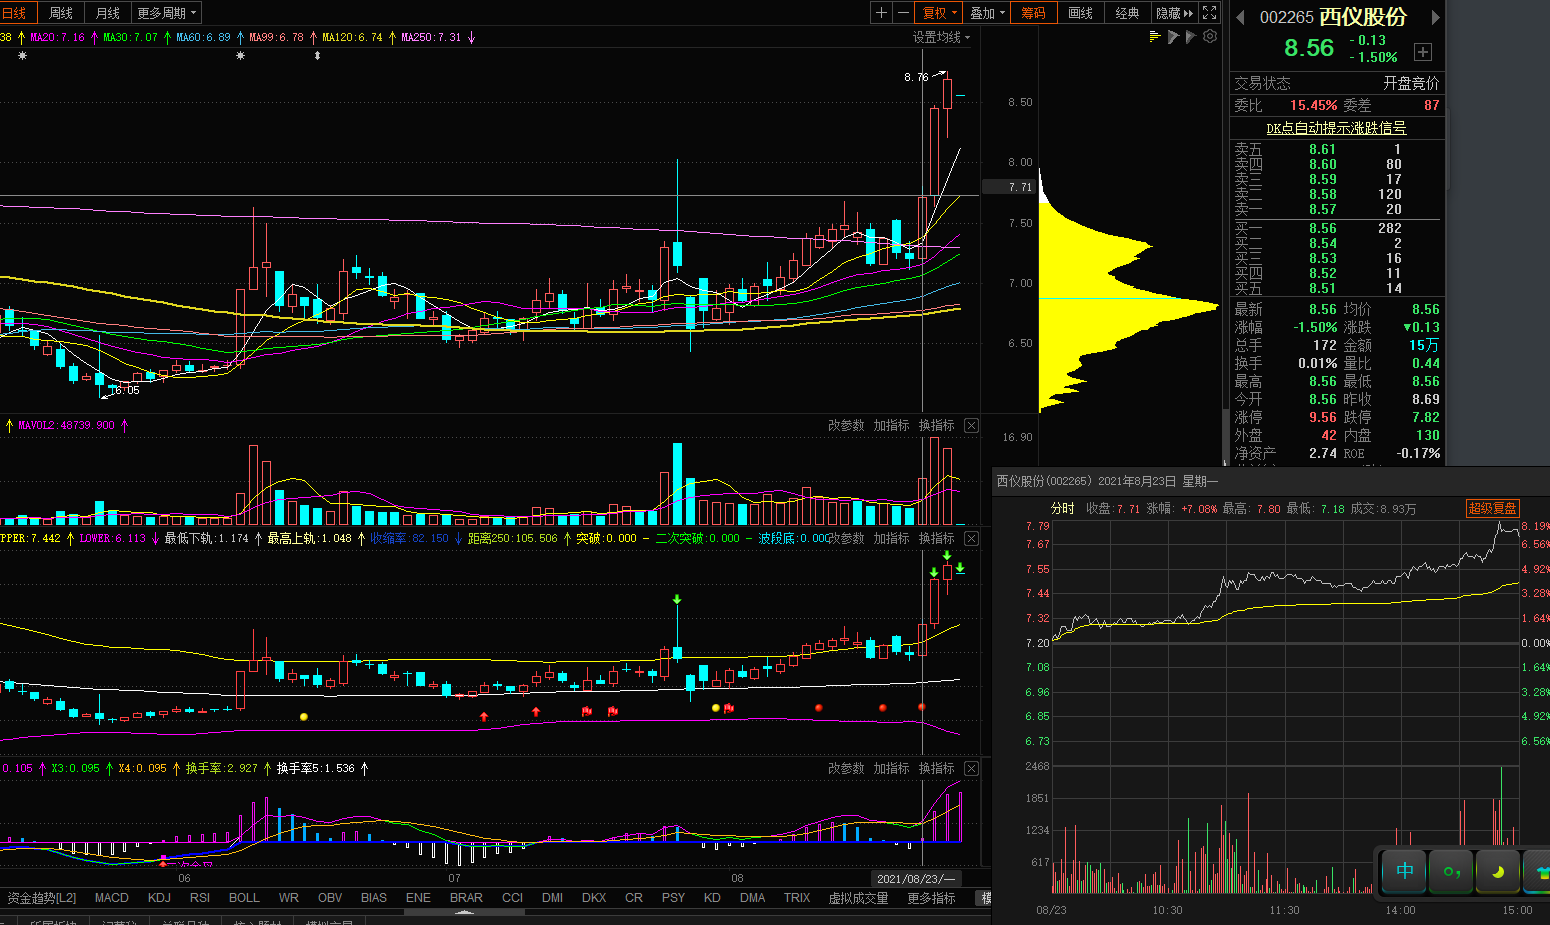 日线 周线 月线 更多周期
十 一 复权 叠加 筹码 画线 经典 隐藏
38 MA20:7.16 MA30:7.07 MA60:6.89 MA99:6.78 MA120:6.74 MA250:7.31 设置均线
8.76
6.05
8.50
8.00
7.71
7.50
7.00
6.50
MAVOL2:48739.900 改参数 加指标 换指标
16.90
PPER:7.442 LOWER:6.113 最低下轨:1.174 最高上轨:1.048 收缩率:82.150 距离250:105.506 突破:0.000 二次突破:0.000 波段底:0.000 改参数 加指标 换指标
0.105 X3:0.095 X4:0.095 换手率:2.927 换手率5:1.536 改参数 加指标 换指标
06 07 08 2021/08/23/一
资金趋势[L2] MACD KDJ RSI BOLL WR OBV BIAS ENE BRAR CCI DMI DKX CR PSY KD DMA TRIX 虚拟成交量 更多指标 模
002265 西仪股份
8.56 -0.13
-1.50%
交易状态 开盘竞价
委比 15.45% 委差 87
DK点自动提示涨跌信号
卖五 8.61 1
卖四 8.60 80
卖三 8.59 17
卖二 8.58 120
卖一 8.57 20
买一 8.56 282
买二 8.54 2
买三 8.53 16
买四 8.52 11
买五 8.51 14
最新 8.56 均价 8.56
涨幅 -1.50% 涨跌 ▼0.13
总手 172 金额 15万
换手 0.01% 量比 0.44
最高 8.56 最低 8.56
今开 8.56 昨收 8.69
涨停 9.56 跌停 7.82
外盘 42 内盘 130
净资产 2.74 ROE -0.17%
西仪股份(002265) 2021年8月23日 星期一
分时 收盘:7.71 涨幅:+7.08% 最高:7.80 最低:7.18 成交:8.93万 超级复盘
7.79 8.19%
7.67 6.56%
7.55 4.92%
7.44 3.28%
7.32 1.64%
7.20 0.00%
7.08 1.64%
6.96 3.28%
6.85 4.92%
6.73 6.56%
2468
1851
1234
617
08/23 10:30 11:30 14:00 15:00
中